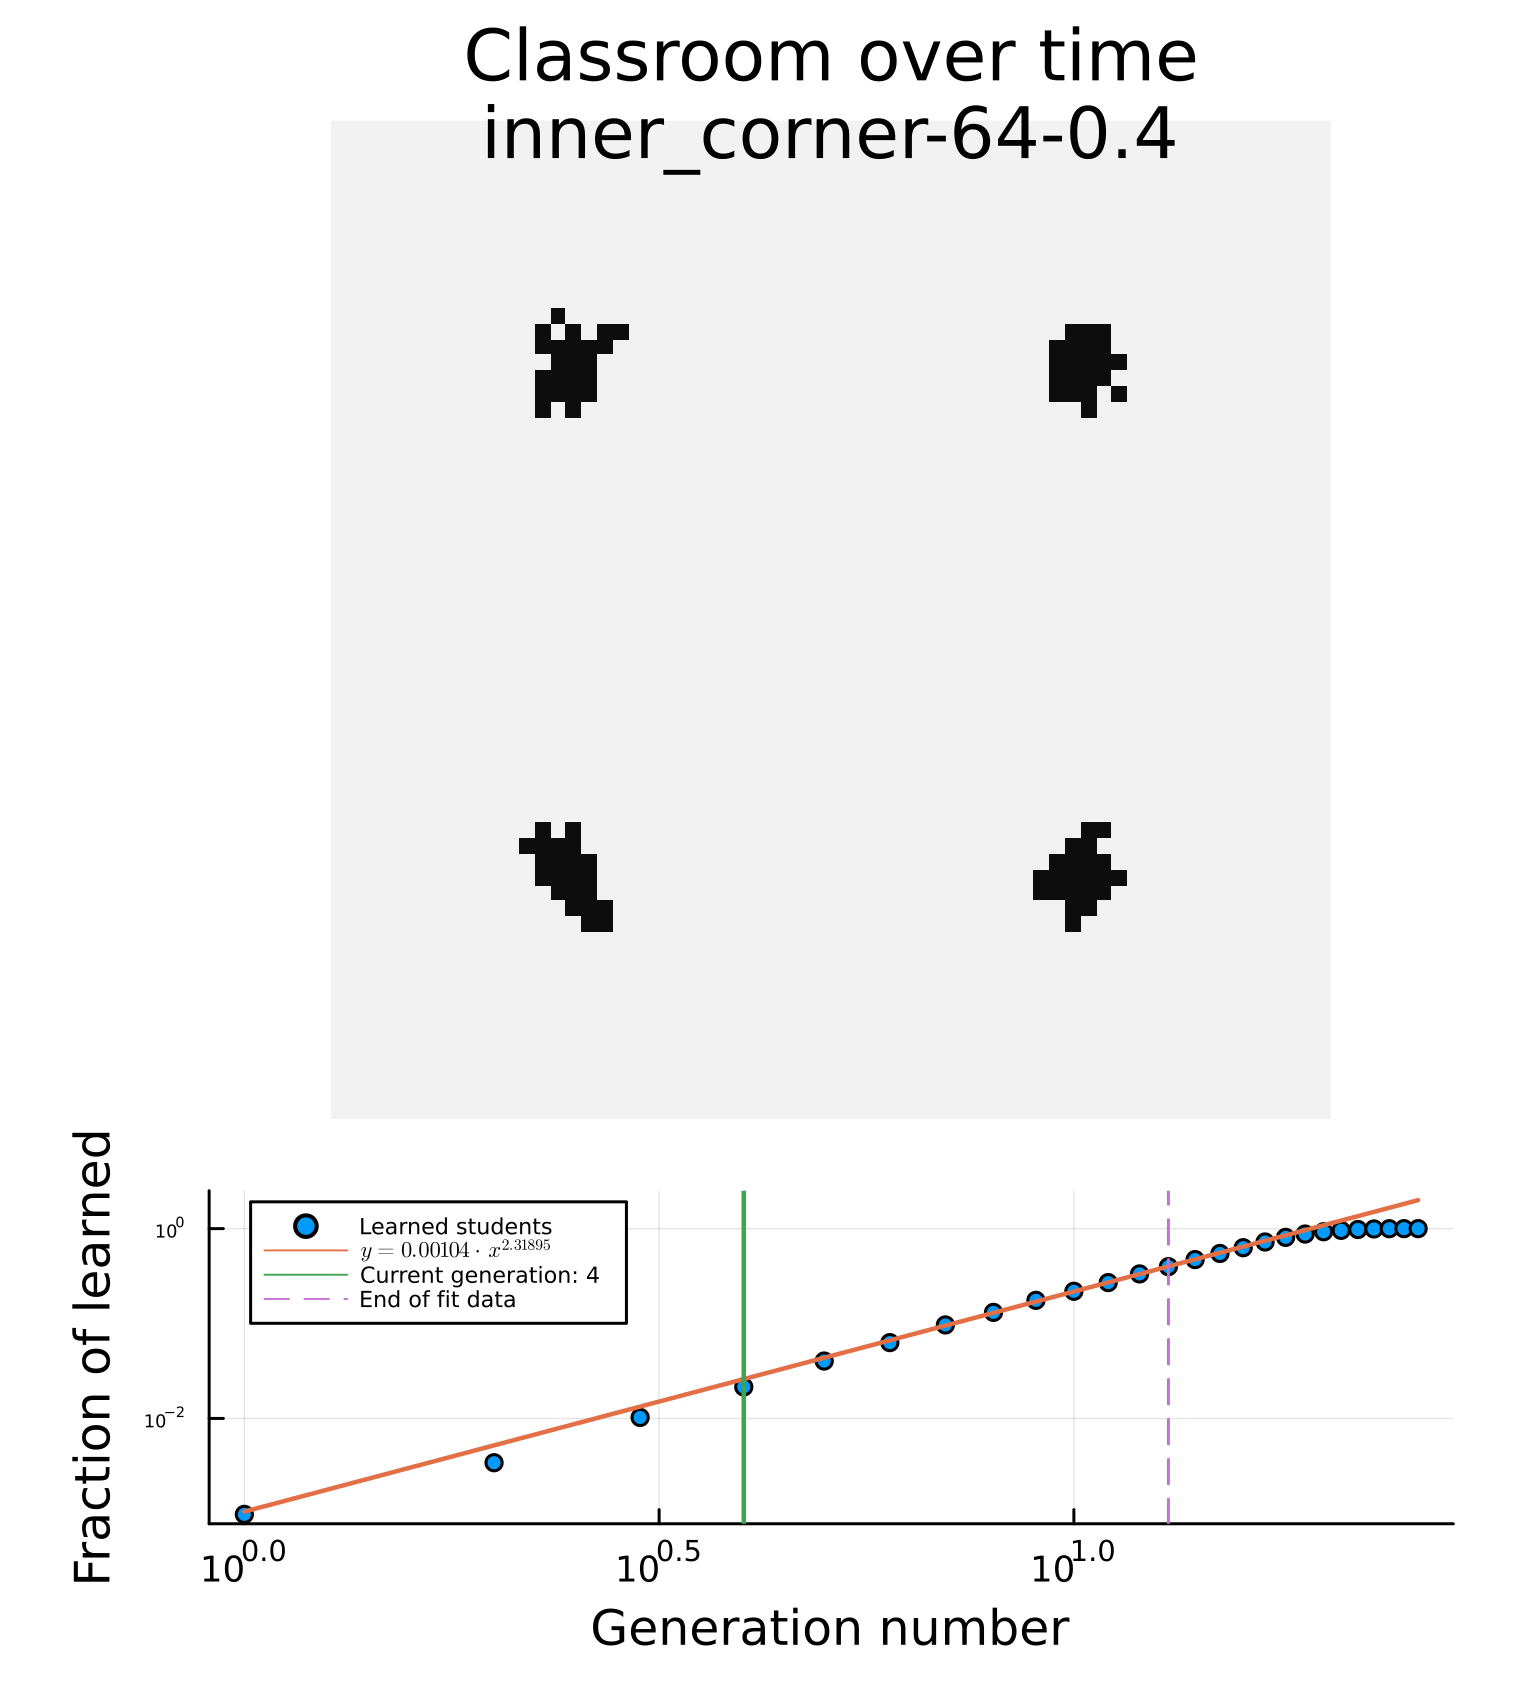 Classroom over time
inner_corner-64-0.4
Fraction of learned
10^0
10^−2
Learned students
y = 0.00104 · x^2.31895
Current generation: 4
End of fit data
10^0.0
10^0.5
10^1.0
Generation number